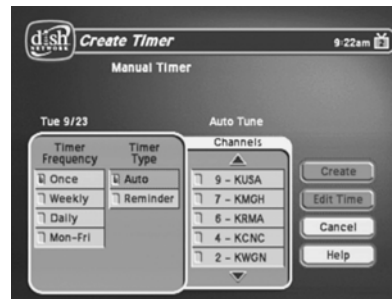 dish
NETWORK
Create Timer
9:22am
Manual Timer
Tue 9/23
Auto Tune
Timer Frequency
Timer Type
Channels
Once
Weekly
Daily
Mon-Fri
Auto
Reminder
9 - KUSA
7 - KMGH
6 - KRMA
4 - KCNC
2 - KWGN
Create
Edit Time
Cancel
Help